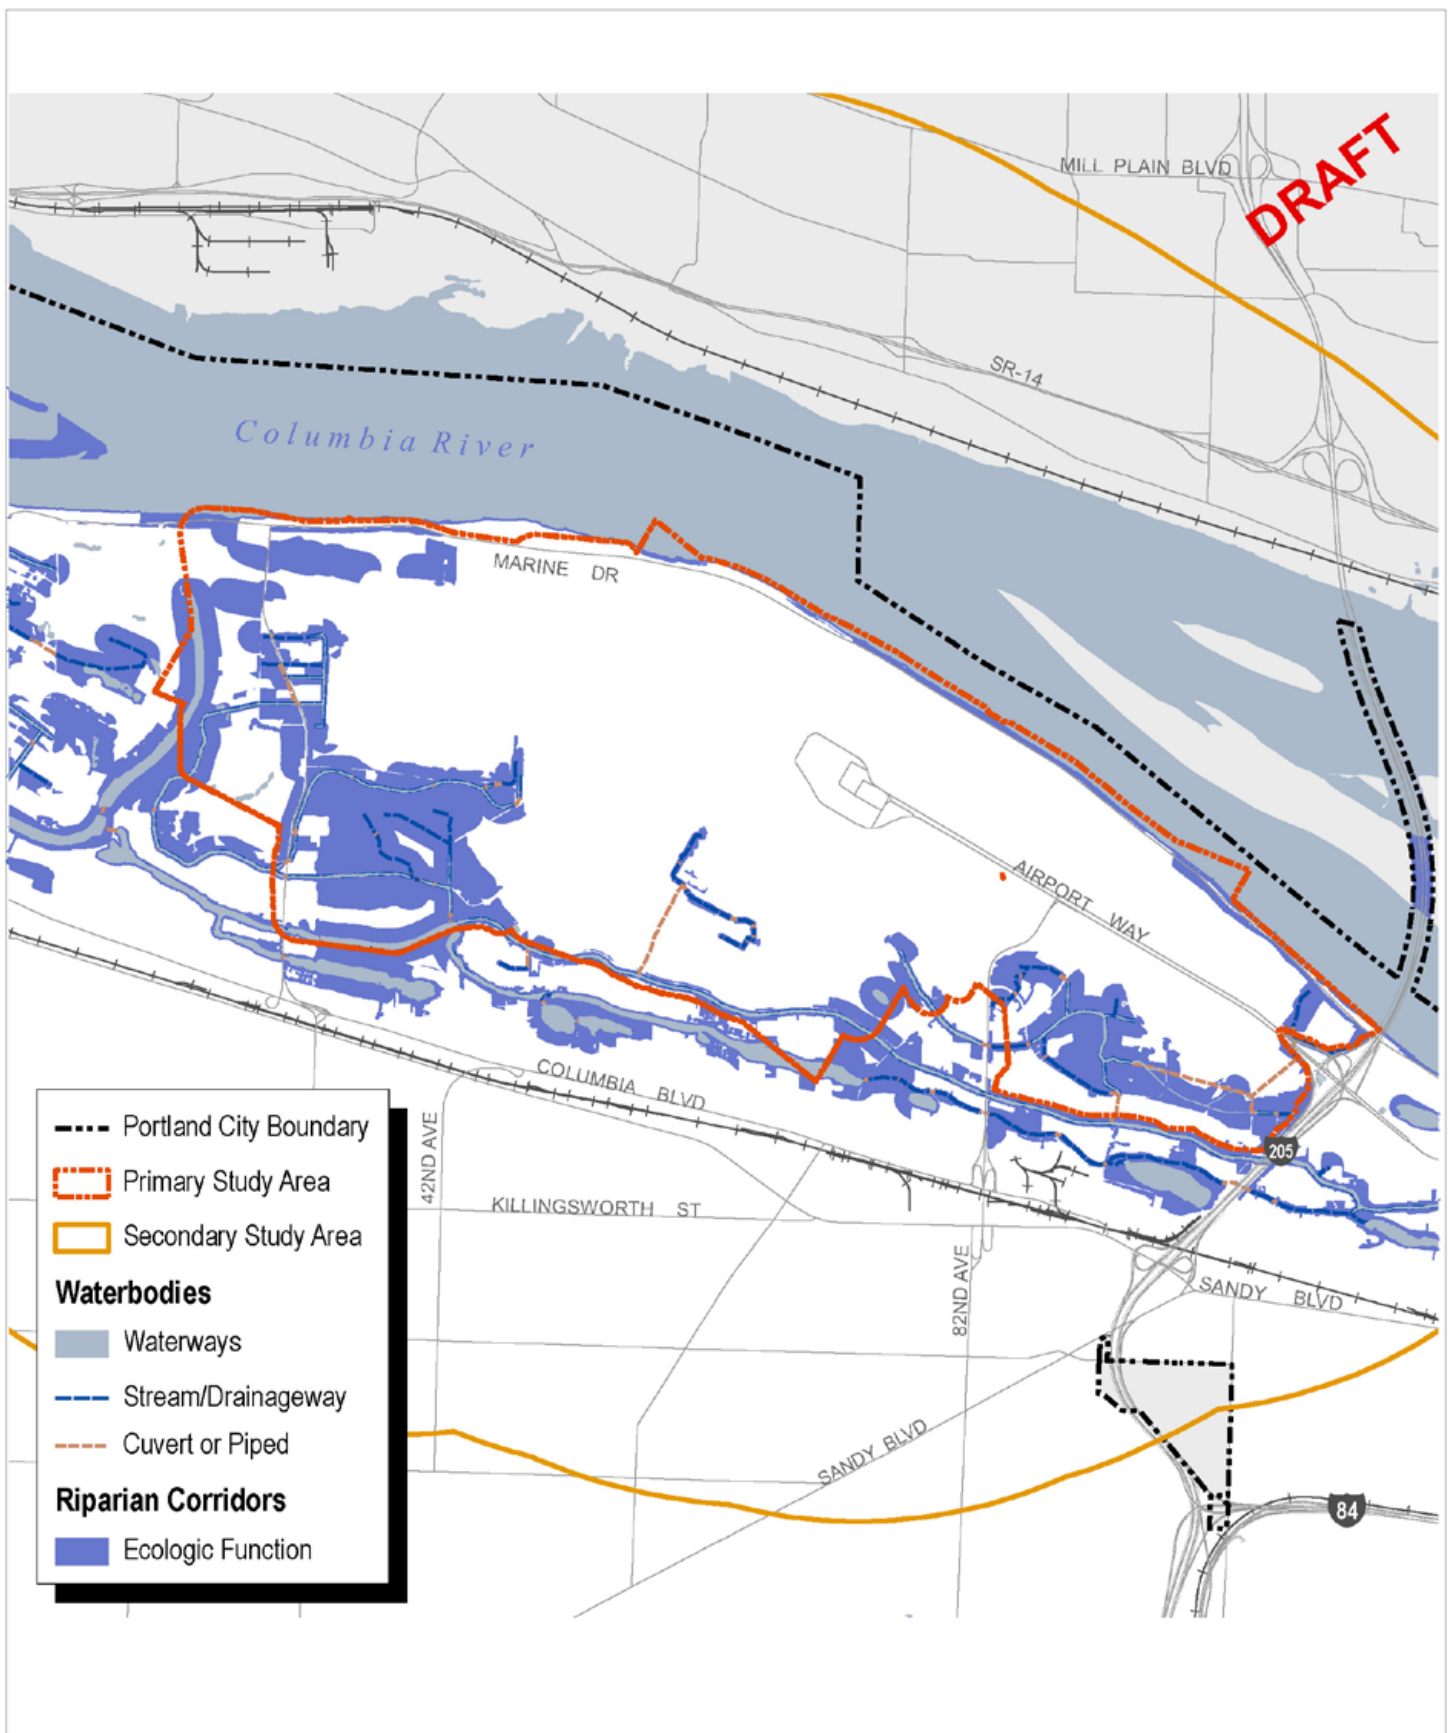 DRAFT
MILL PLAIN BLVD
SR-14
Columbia River
MARINE DR
AIRPORT WAY
COLUMBIA BLVD
42ND AVE
KILLINGSWORTH ST
82ND AVE
205
SANDY BLVD
SANDY BLVD
84
Portland City Boundary
Primary Study Area
Secondary Study Area
Waterbodies
Waterways
Stream/Drainageway
Cuvert or Piped
Riparian Corridors
Ecologic Function